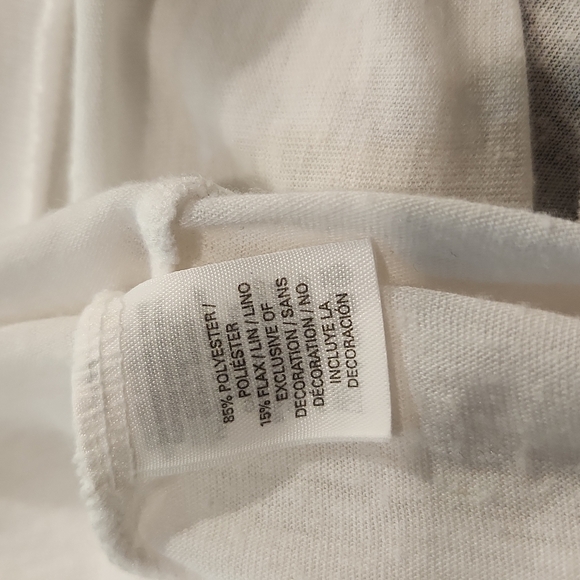 85% POLYESTER /
POLIÉSTER
15% FLAX / LIN / LINO
EXCLUSIVE OF
DECORATION / SANS
DÉCORATION / NO
INCLUYE LA
DECORACIÓN